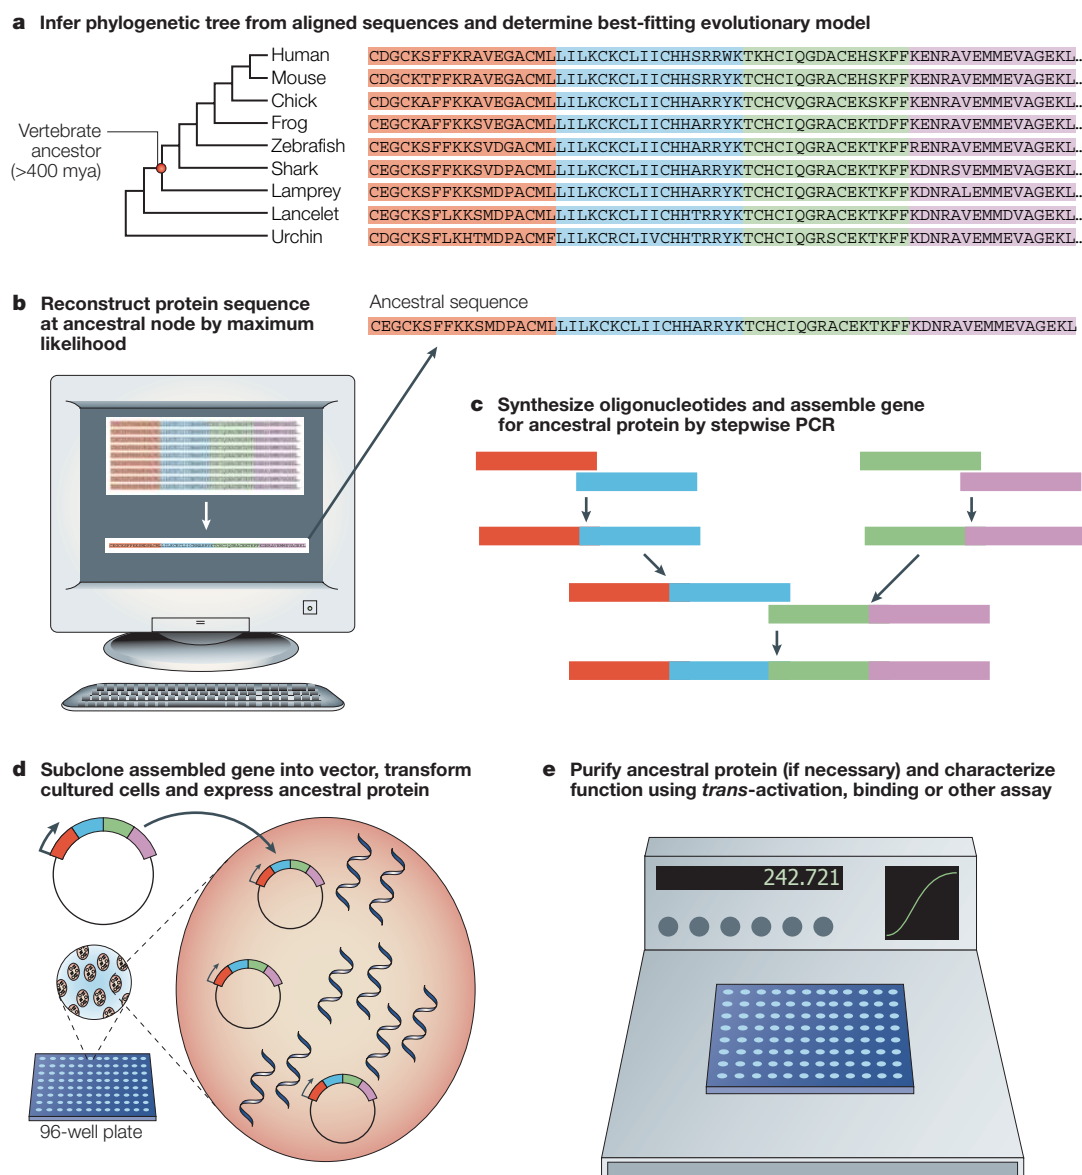 a Infer phylogenetic tree from aligned sequences and determine best-fitting evolutionary model
Human CDGCKSFFKRAVEGACMLLILKCKCLIICHHSRRWKTKHCIQGDACEHSKFFKENRAVEMMEVAGEKL..
Mouse CDGCKTFFKRAVEGACMLLILKCKCLIICHHSRRYKTCHCIQGRACEKSKFFKENRAVEMMEVAGEKL..
Chick CDGCKAFFKKAVEGACMLLILKCKCLIICHHARRYKTCHCVQGRACEKSKFFKENRAVEMMEVAGEKL..
Frog CEGCKAFFKKSVEGACMLLILKCKCLIICHHARRYKTCHCIQGRACEKTDFFKENRAVEMMEVAGEKL..
Zebrafish CEGCKSFFKKSVDGACMLLILKCKCLIICHHARRYKTCHCIQGRACEKTKFFRENRAVEMMEVAGEKL..
Shark CEGCKSFFKKSVDPACMLLILKCKCLIICHHARRYKTCHCIQGRACEKTKFFKDNRSVEMMEVAGEKL..
Lamprey CEGCKSFFKKSMDPACMLLILKCKCLIICHHARRYKTCHCIQGRACEKTKFFKDNRALEMMEVAGEKL..
Lancelet CEGCKSFLKKSMDPACMLLILKCKCLIICHHTRRYKTCHCIQGRACEKTKFFKDNRAVEMMDVAGEKL..
Urchin CDGCKSFLKHTMDPACMFLILKCRCLIVCHHTRRYKTCHCIQGRSCEKTKFFKDNRAVEMMEVAGEKL..
Vertebrate
ancestor
(>400 mya)
b Reconstruct protein sequence
at ancestral node by maximum
likelihood
Ancestral sequence
CEGCKSFFKKSMDPACMLLILKCKCLIICHHARRYKTCHCIQGRACEKTKFFKDNRAVEMMEVAGEKL
c Synthesize oligonucleotides and assemble gene
for ancestral protein by stepwise PCR
d Subclone assembled gene into vector, transform
cultured cells and express ancestral protein
96-well plate
e Purify ancestral protein (if necessary) and characterize
function using trans-activation, binding or other assay
242.721